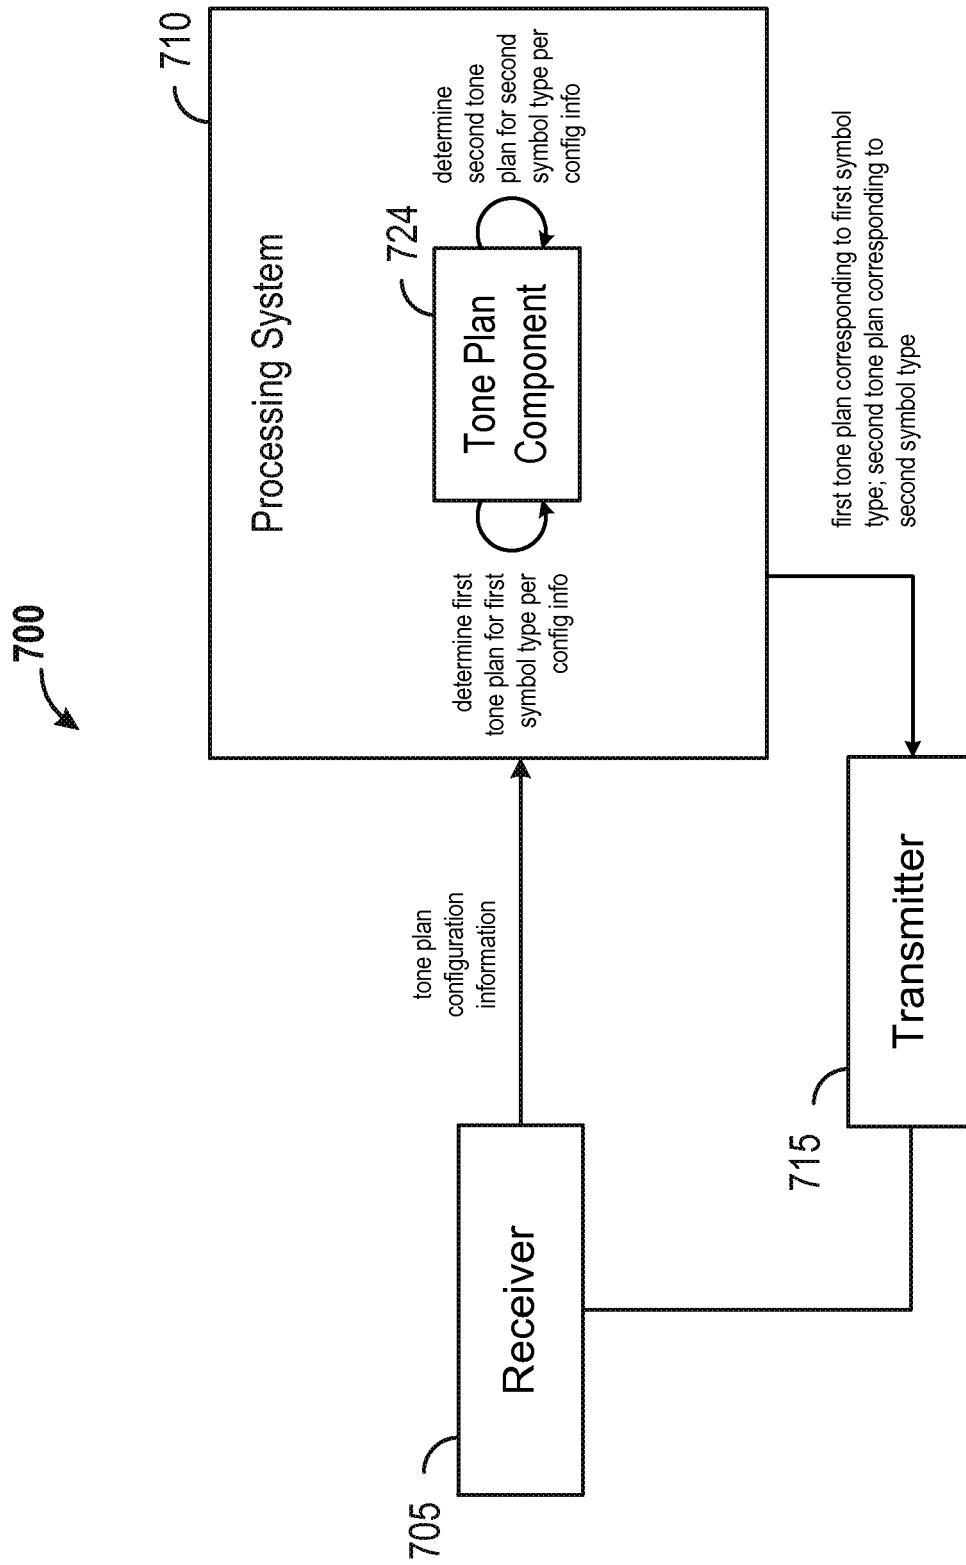 700
710
Processing System
724
Tone Plan
Component
determine first
tone plan for first
symbol type per
config info
determine
second tone
plan for second
symbol type per
config info
tone plan
configuration
information
705
Receiver
715
Transmitter
first tone plan corresponding to first symbol
type; second tone plan corresponding to
second symbol type